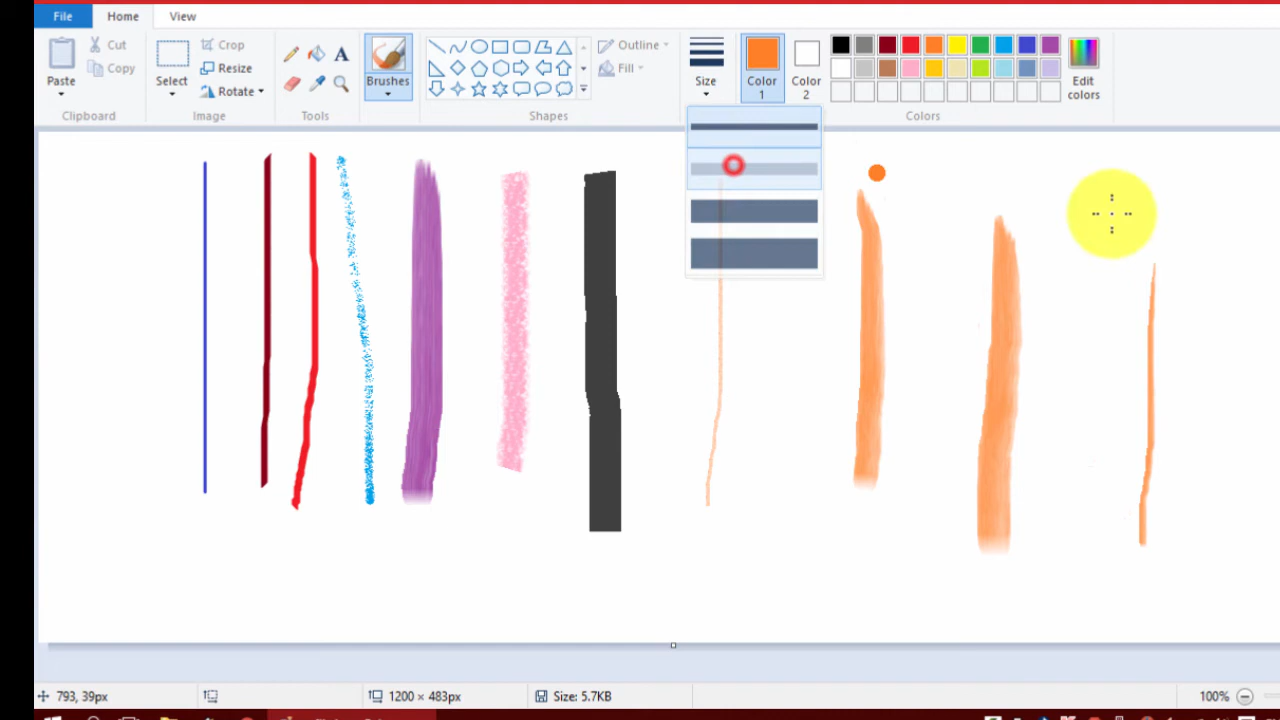 File Home View
Paste Cut Copy
Select Crop Resize Rotate
A
Brushes
Outline Fill
Size
Color 1
Color 2
Edit colors
Clipboard Image Tools Shapes Colors
793, 39px
1200 × 483px
Size: 5.7KB
100%